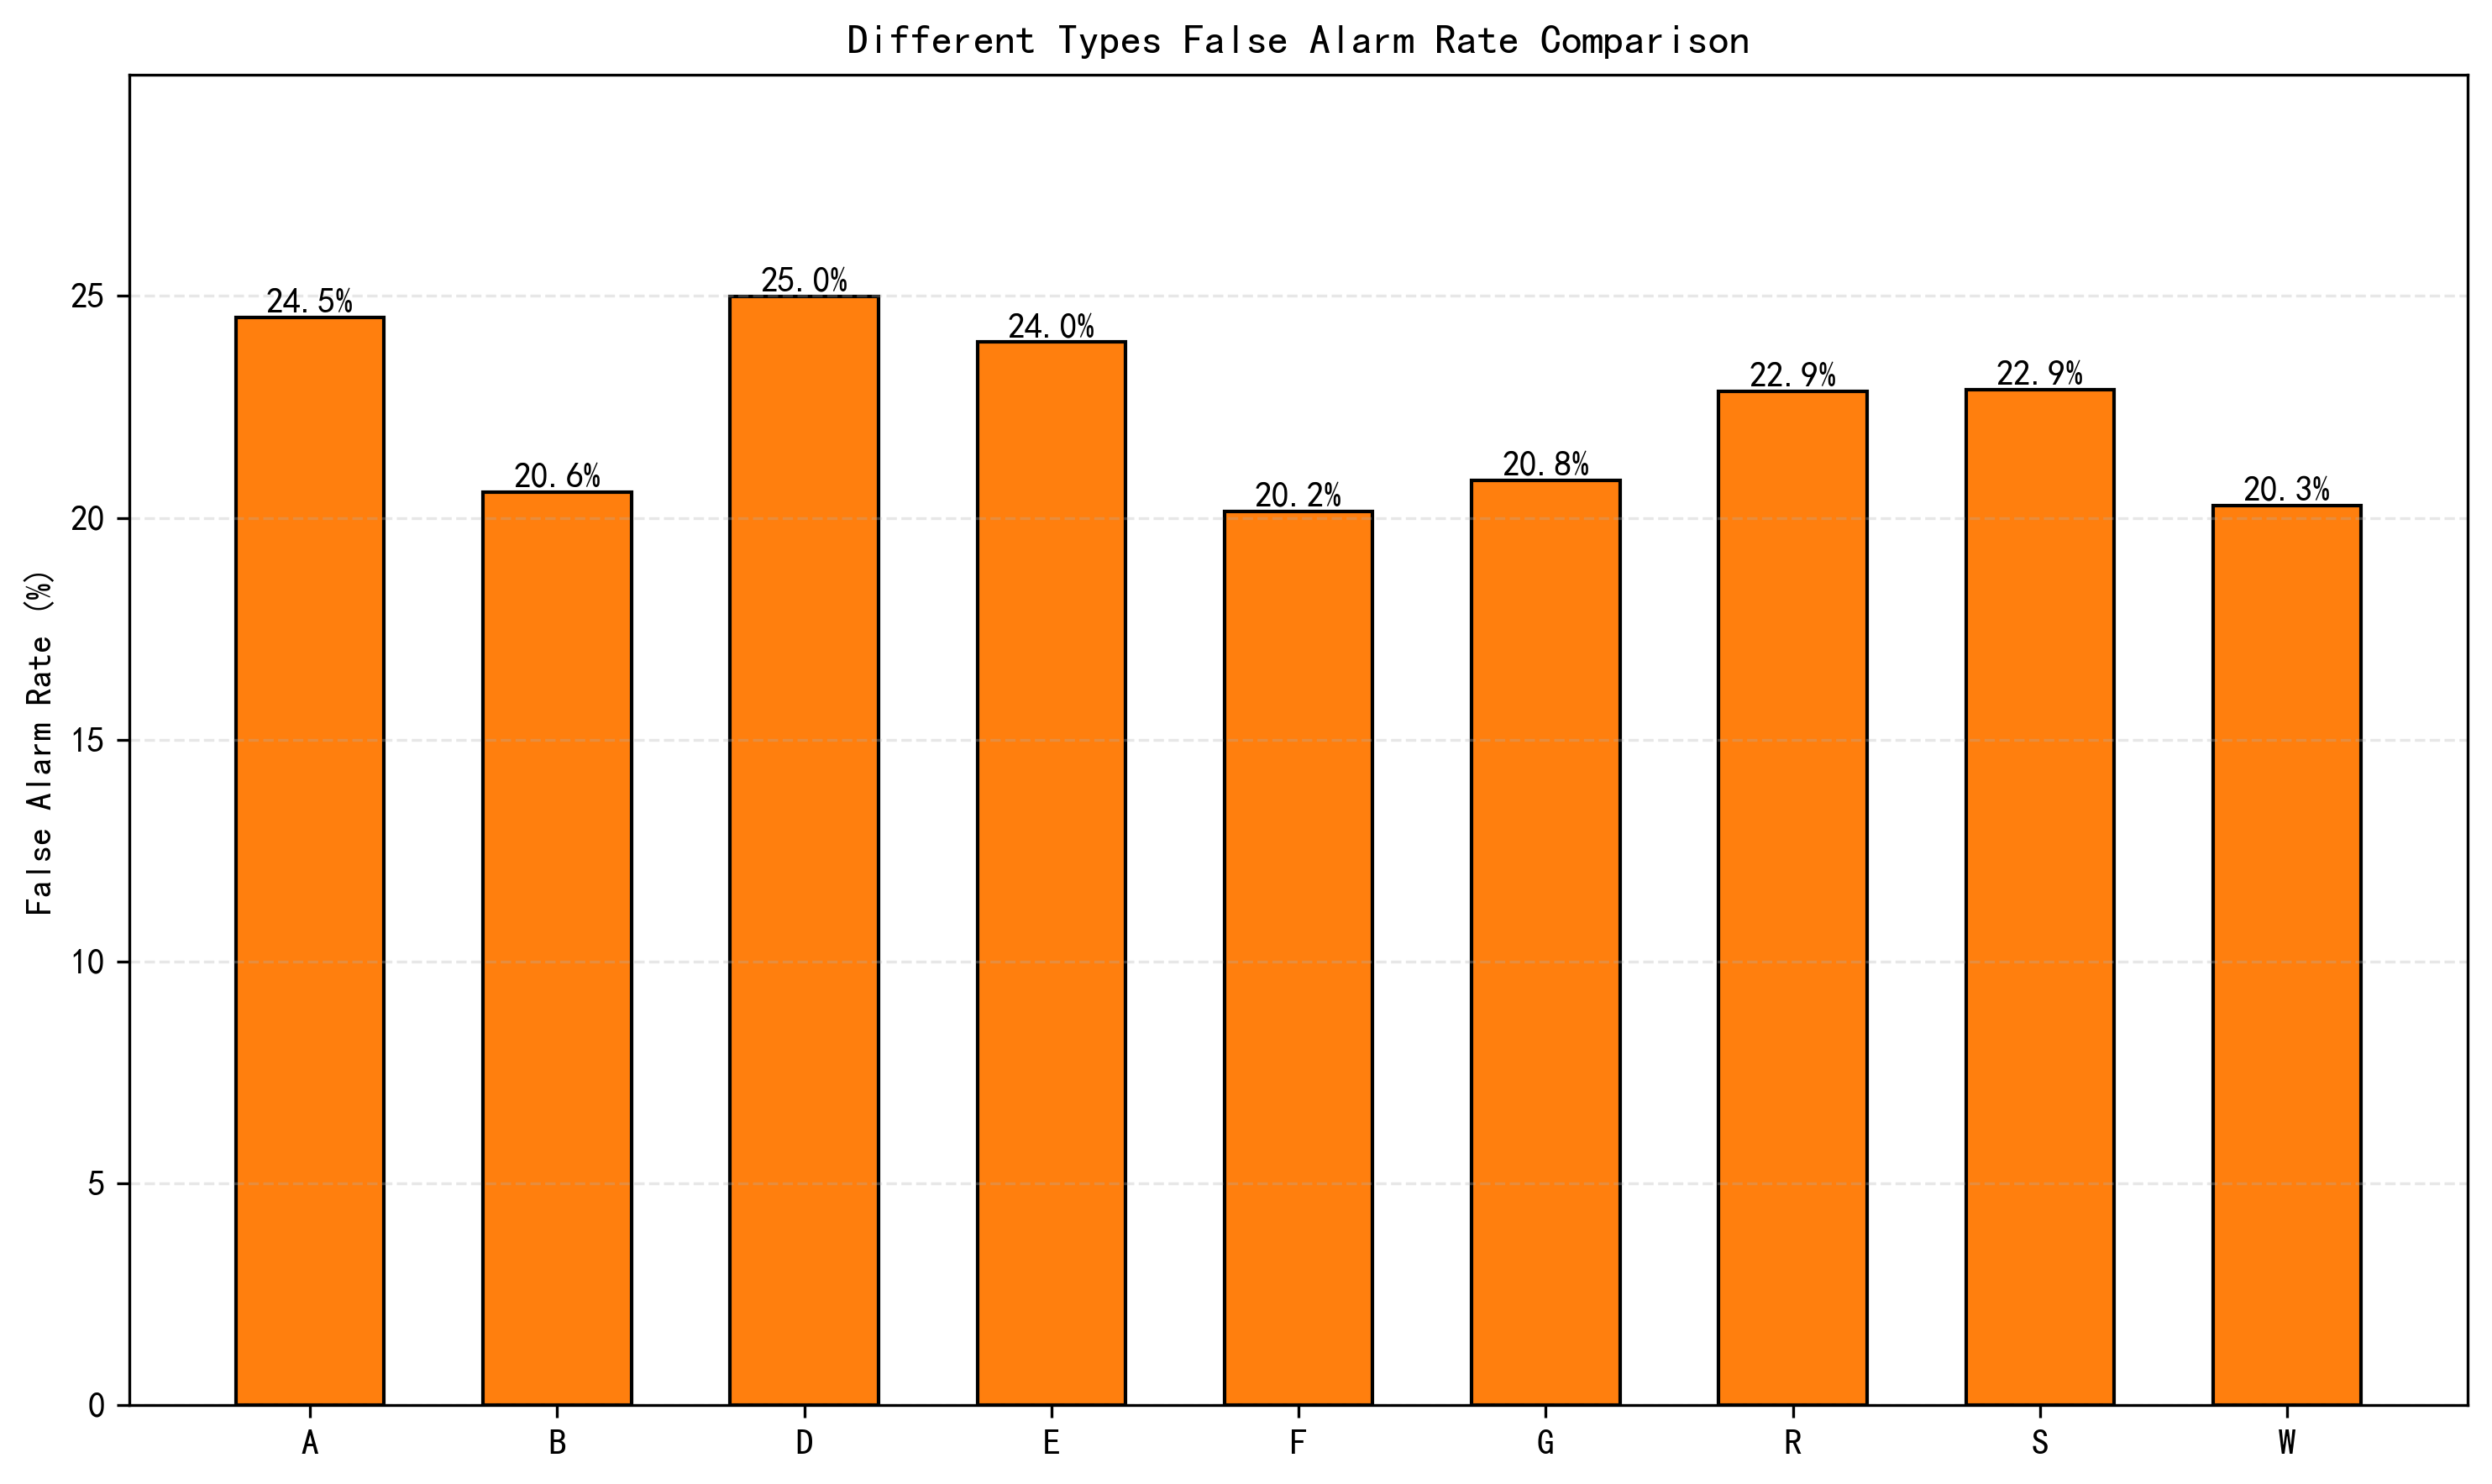 Different Types False Alarm Rate Comparison
False Alarm Rate (%)
25
20
15
10
5
0
24.5%
20.6%
25.0%
24.0%
20.2%
20.8%
22.9%
22.9%
20.3%
A
B
D
E
F
G
R
S
W